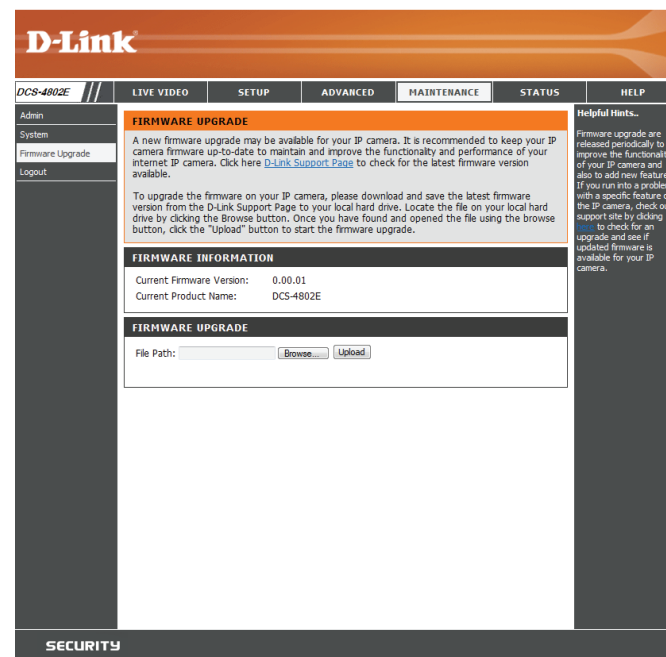 D-Link
DCS-4802E
LIVE VIDEO
SETUP
ADVANCED
MAINTENANCE
STATUS
HELP
Admin
System
Firmware Upgrade
Logout
FIRMWARE UPGRADE
A new firmware upgrade may be available for your IP camera. It is recommended to keep your IP
camera firmware up-to-date to maintain and improve the functionality and performance of your
internet IP camera. Click here D-Link Support Page to check for the latest firmware version
available.
To upgrade the firmware on your IP camera, please download and save the latest firmware
version from the D-Link Support Page to your local hard drive. Locate the file on your local hard
drive by clicking the Browse button. Once you have found and opened the file using the browse
button, click the "Upload" button to start the firmware upgrade.
FIRMWARE INFORMATION
Current Firmware Version: 0.00.01
Current Product Name: DCS-4802E
FIRMWARE UPGRADE
File Path: Browse... Upload
Helpful Hints..
Firmware upgrade are
released periodically to
improve the functionalit
of your IP camera and
also to add new feature
If you run into a proble
with a specific feature o
the IP camera, check ou
support site by clicking
here to check for an
upgrade and see if
updated firmware is
available for your IP
camera.
SECURITY